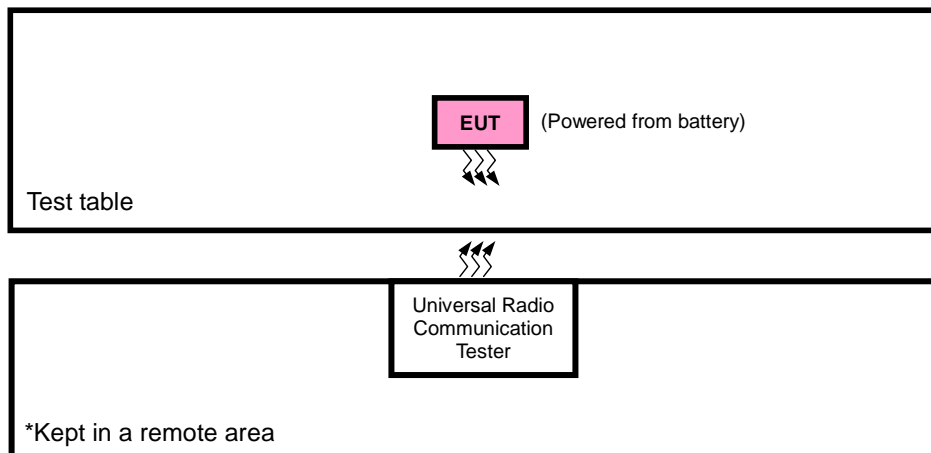 EUT
(Powered from battery)
Test table
Universal Radio
Communication
Tester
*Kept in a remote area